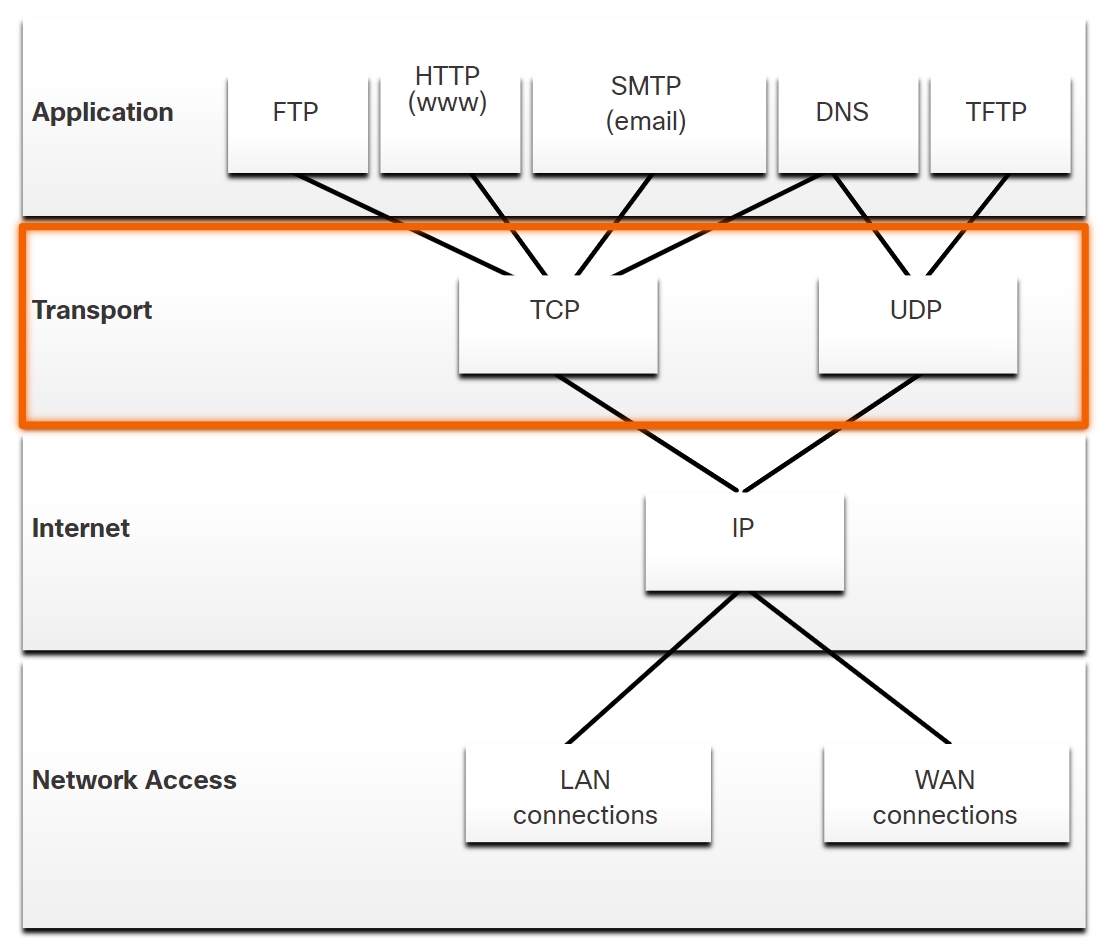 Application
FTP
HTTP
(www)
SMTP
(email)
DNS
TFTP
Transport
TCP
UDP
Internet
IP
Network Access
LAN
connections
WAN
connections